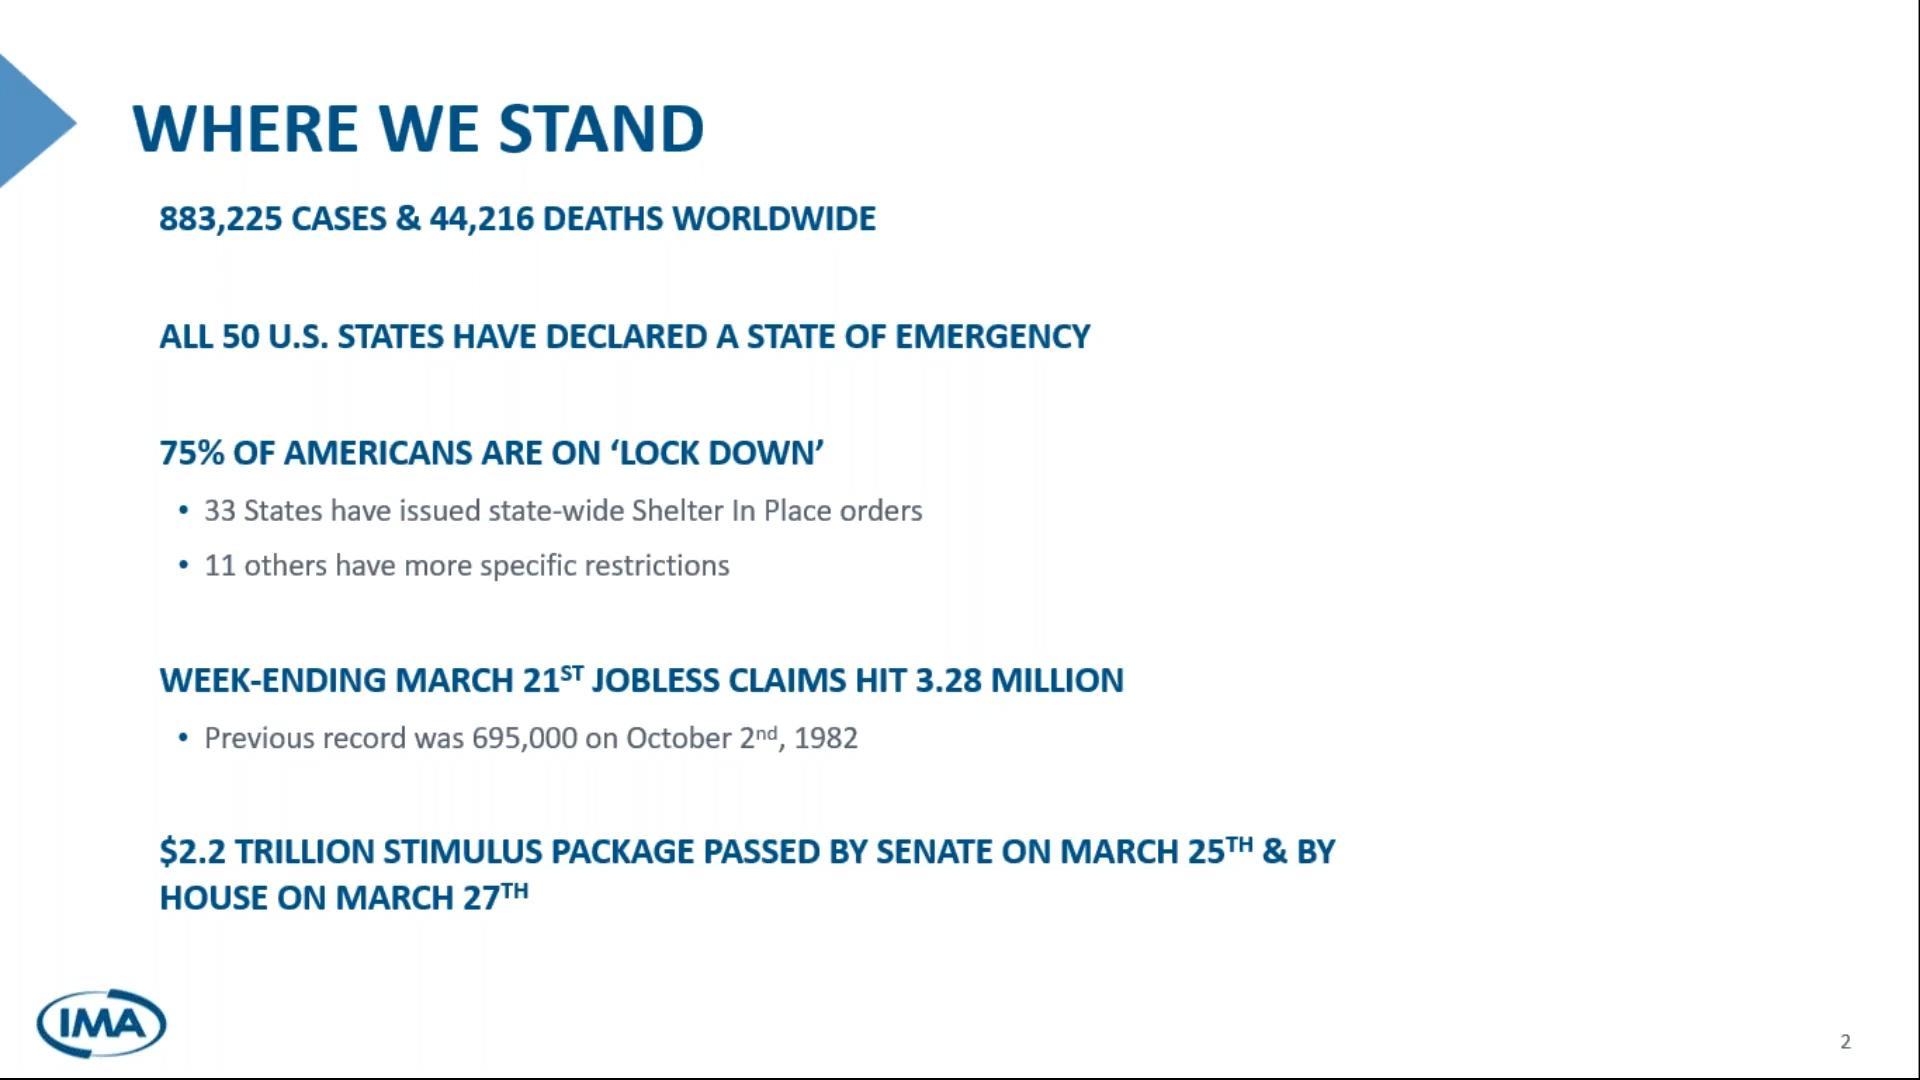 WHERE WE STAND
883,225 CASES & 44,216 DEATHS WORLDWIDE
ALL 50 U.S. STATES HAVE DECLARED A STATE OF EMERGENCY
75% OF AMERICANS ARE ON ‘LOCK DOWN’
• 33 States have issued state-wide Shelter In Place orders
• 11 others have more specific restrictions
WEEK-ENDING MARCH 21ST JOBLESS CLAIMS HIT 3.28 MILLION
• Previous record was 695,000 on October 2nd, 1982
$2.2 TRILLION STIMULUS PACKAGE PASSED BY SENATE ON MARCH 25TH & BY
HOUSE ON MARCH 27TH
IMA
2